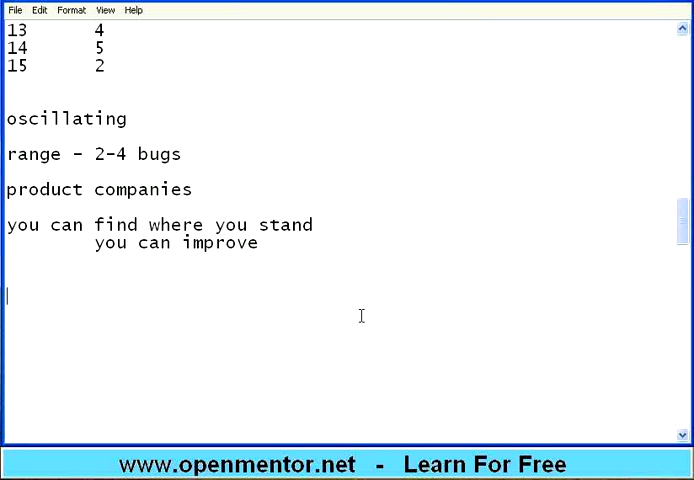 File Edit Format View Help
13 4
14 5
15 2
oscillating
range - 2-4 bugs
product companies
you can find where you stand
you can improve
www.openmentor.net - Learn For Free